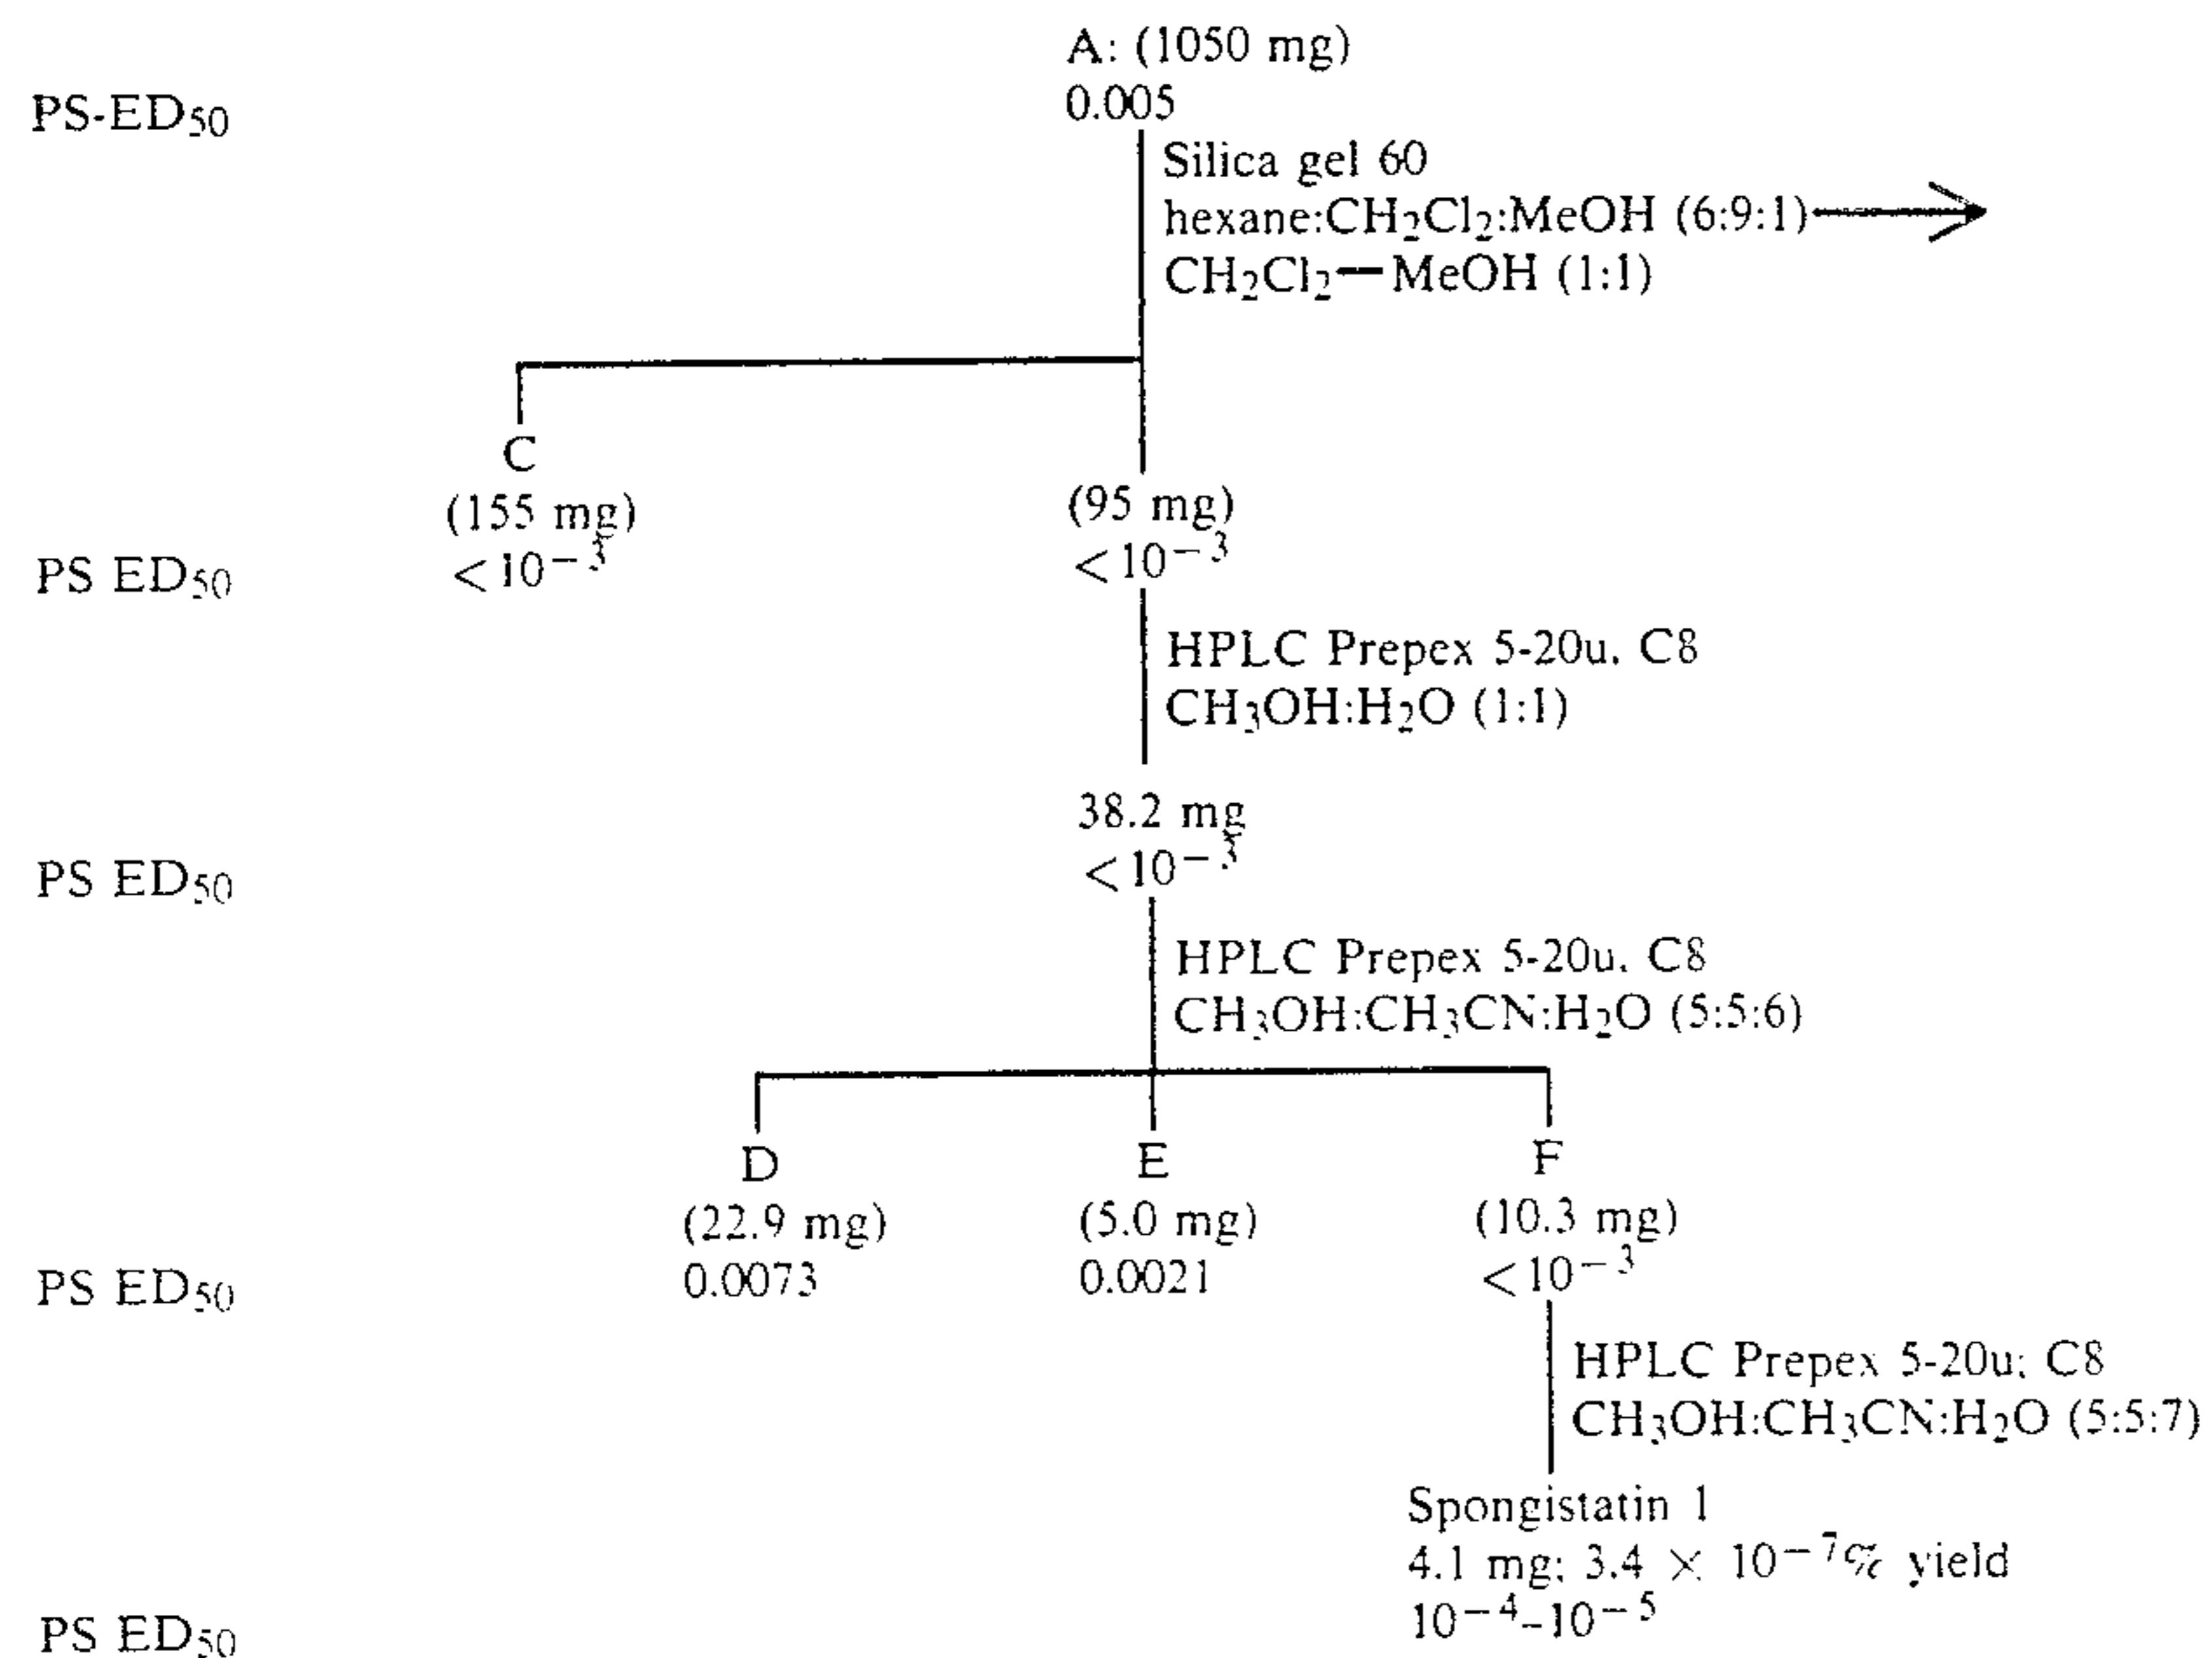 A: (1050 mg)
PS-ED₅₀ 0.005
Silica gel 60
hexane:CH₂Cl₂:MeOH (6:9:1)
CH₂Cl₂—MeOH (1:1)
C
(155 mg) (95 mg)
PS ED₅₀ <10⁻³ <10⁻³
HPLC Prepex 5-20u. C8
CH₃OH:H₂O (1:1)
38.2 mg
PS ED₅₀ <10⁻³
HPLC Prepex 5-20u. C8
CH₃OH:CH₃CN:H₂O (5:5:6)
D E F
(22.9 mg) (5.0 mg) (10.3 mg)
PS ED₅₀ 0.0073 0.0021 <10⁻³
HPLC Prepex 5-20u; C8
CH₃OH:CH₃CN:H₂O (5:5:7)
Spongistatin 1
4.1 mg; 3.4 × 10⁻⁷% yield
PS ED₅₀ 10⁻⁴-10⁻⁵